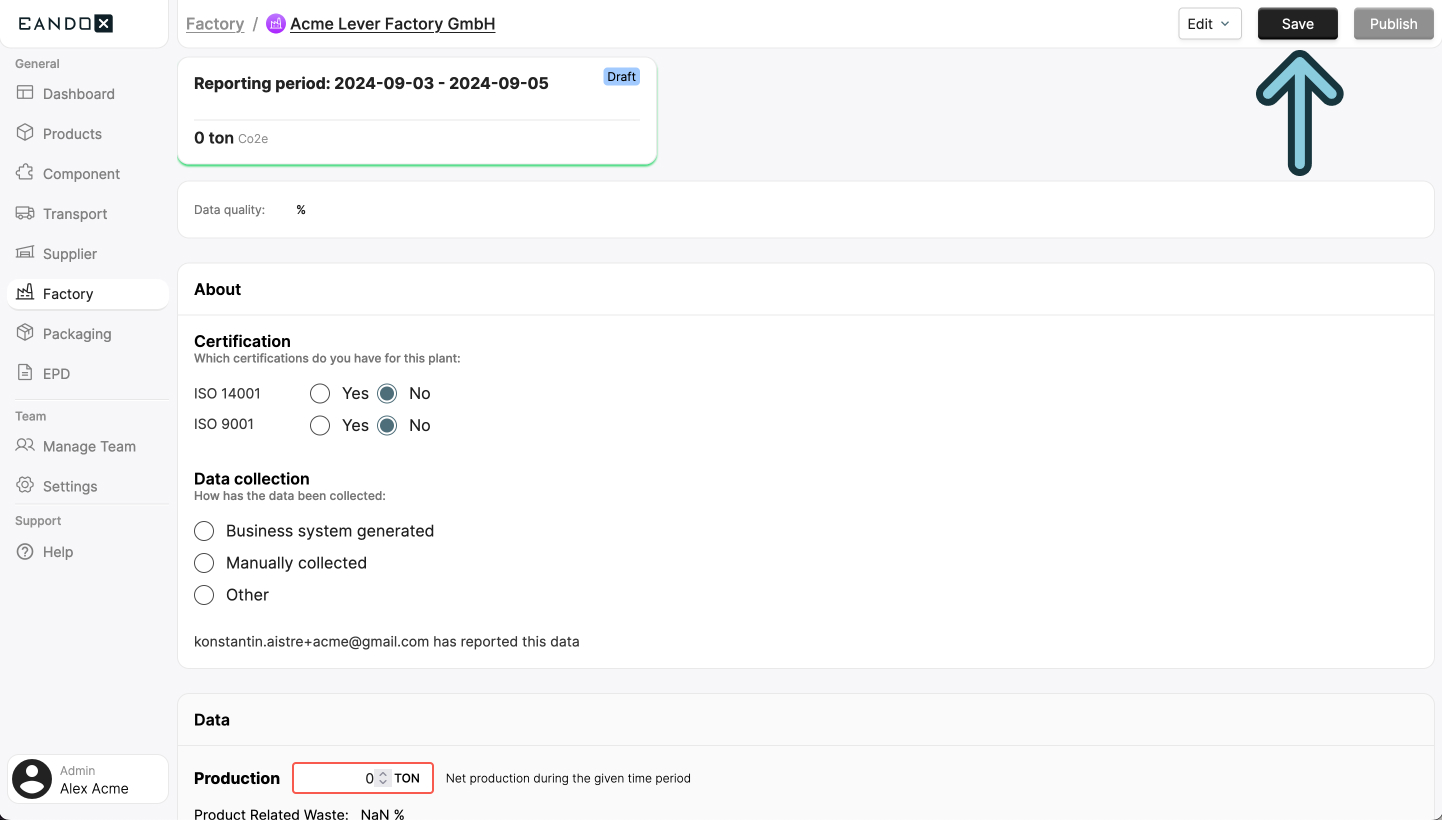 EANDOX
Factory / Acme Lever Factory GmbH
Edit
Save
Publish
General
Dashboard
Products
Component
Transport
Supplier
Factory
Packaging
EPD
Team
Manage Team
Settings
Support
Help
Admin
Alex Acme
Reporting period: 2024-09-03 - 2024-09-05
Draft
0 ton Co2e
Data quality: %
About
Certification
Which certifications do you have for this plant:
ISO 14001 Yes No
ISO 9001 Yes No
Data collection
How has the data been collected:
Business system generated
Manually collected
Other
konstantin.aistre+acme@gmail.com has reported this data
Data
Production 0 TON Net production during the given time period
Product Related Waste: NaN %